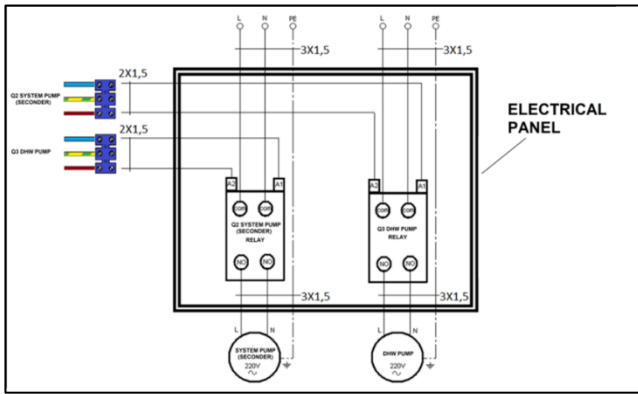 L N PE
L N PE
3X1,5
3X1,5
2X1,5
Q2 SYSTEM PUMP
(SECONDER)
2X1,5
Q3 DHW PUMP
ELECTRICAL
PANEL
A2 A1
A2 A1
COM COM
COM COM
Q2 SYSTEM PUMP
(SECONDER)
RELAY
Q3 DHW PUMP
RELAY
NO NO
NO NO
3X1,5
3X1,5
L N
L N
SYSTEM PUMP
(SECONDER)
220V
DHW PUMP
220V